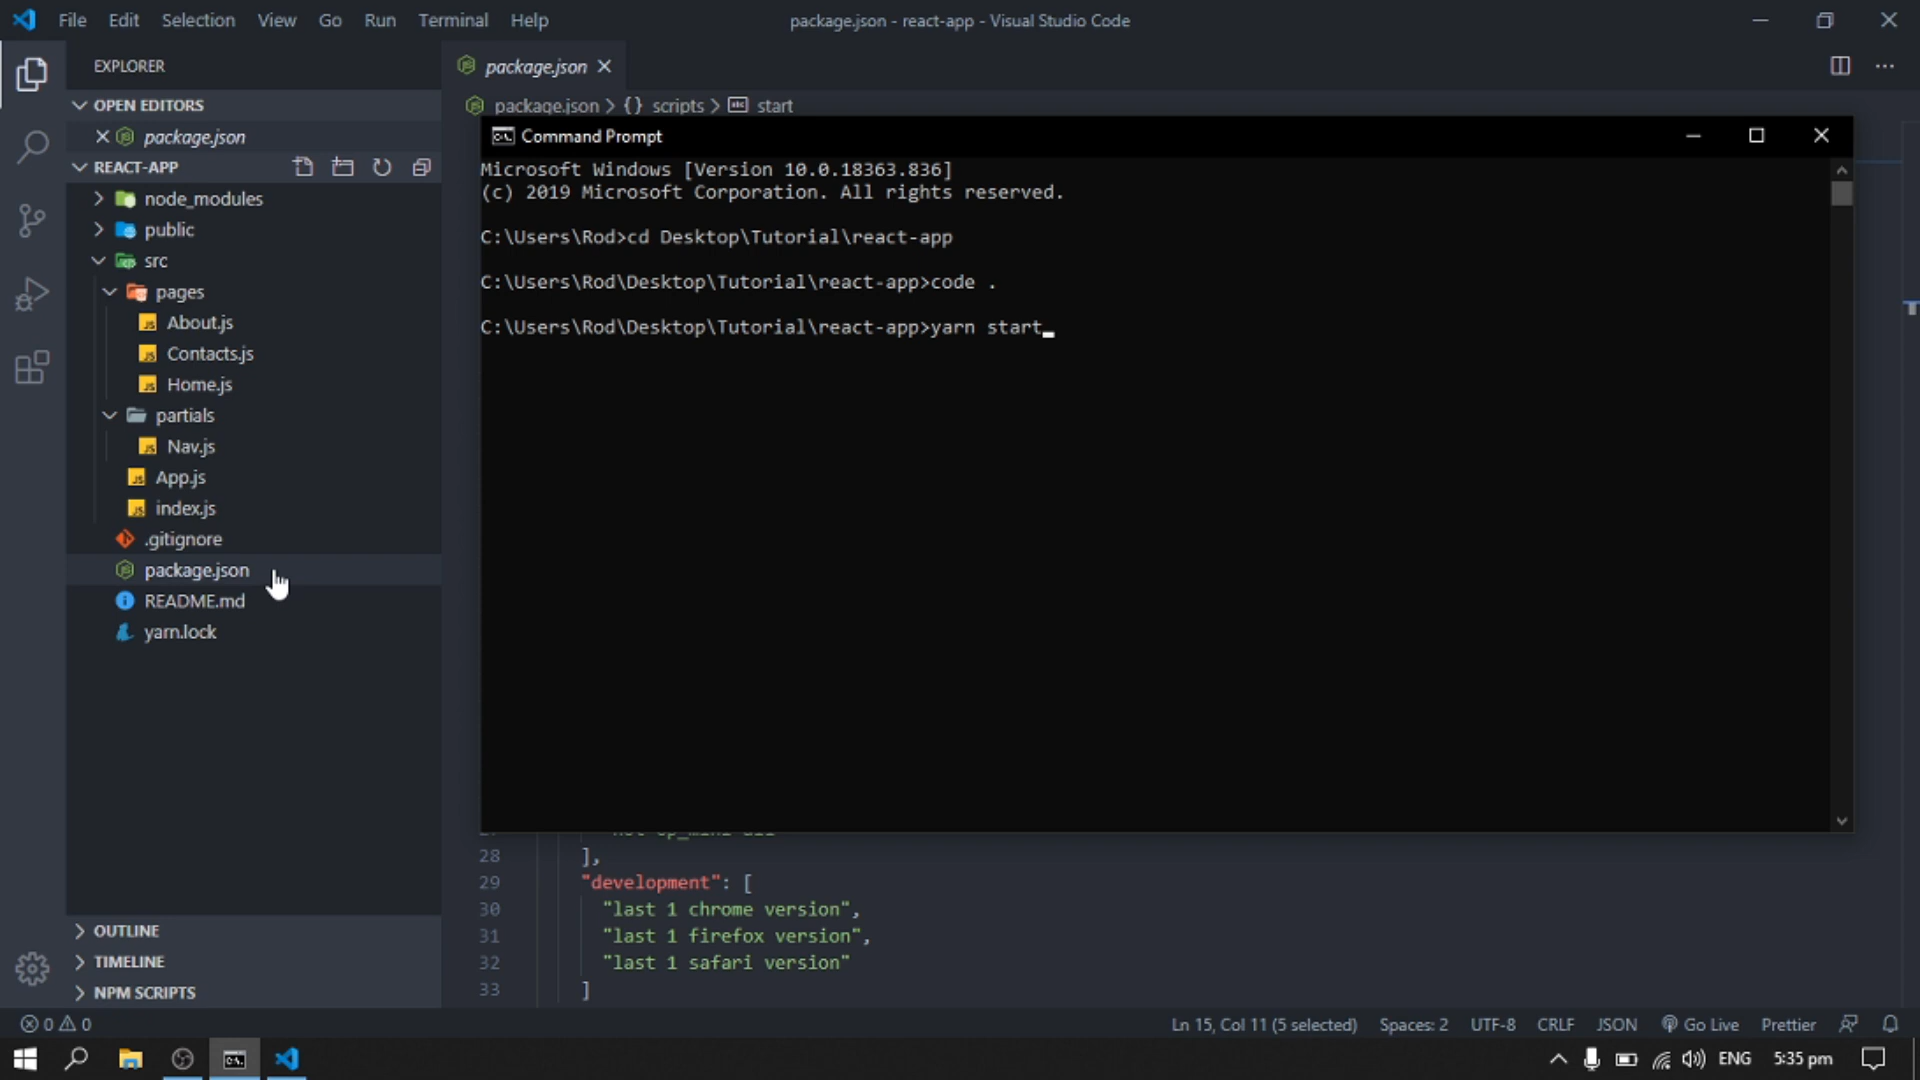 File Edit Selection View Go Run Terminal Help
package.json - react-app - Visual Studio Code
EXPLORER
package.json
OPEN EDITORS
package.json > {} scripts > abc start
package.json
REACT-APP
node_modules
public
src
pages
About.js
Contacts.js
Home.js
partials
Nav.js
App.js
index.js
.gitignore
package.json
README.md
yarn.lock
OUTLINE
TIMELINE
NPM SCRIPTS
Command Prompt
Microsoft Windows [Version 10.0.18363.836]
(c) 2019 Microsoft Corporation. All rights reserved.
C:\Users\Rod>cd Desktop\Tutorial\react-app
C:\Users\Rod\Desktop\Tutorial\react-app>code .
C:\Users\Rod\Desktop\Tutorial\react-app>yarn start
28 ],
29 "development": [
30 "last 1 chrome version",
31 "last 1 firefox version",
32 "last 1 safari version"
33 ]
0 0
Ln 15, Col 11 (5 selected) Spaces: 2 UTF-8 CRLF JSON Go Live Prettier
ENG 5:35 pm